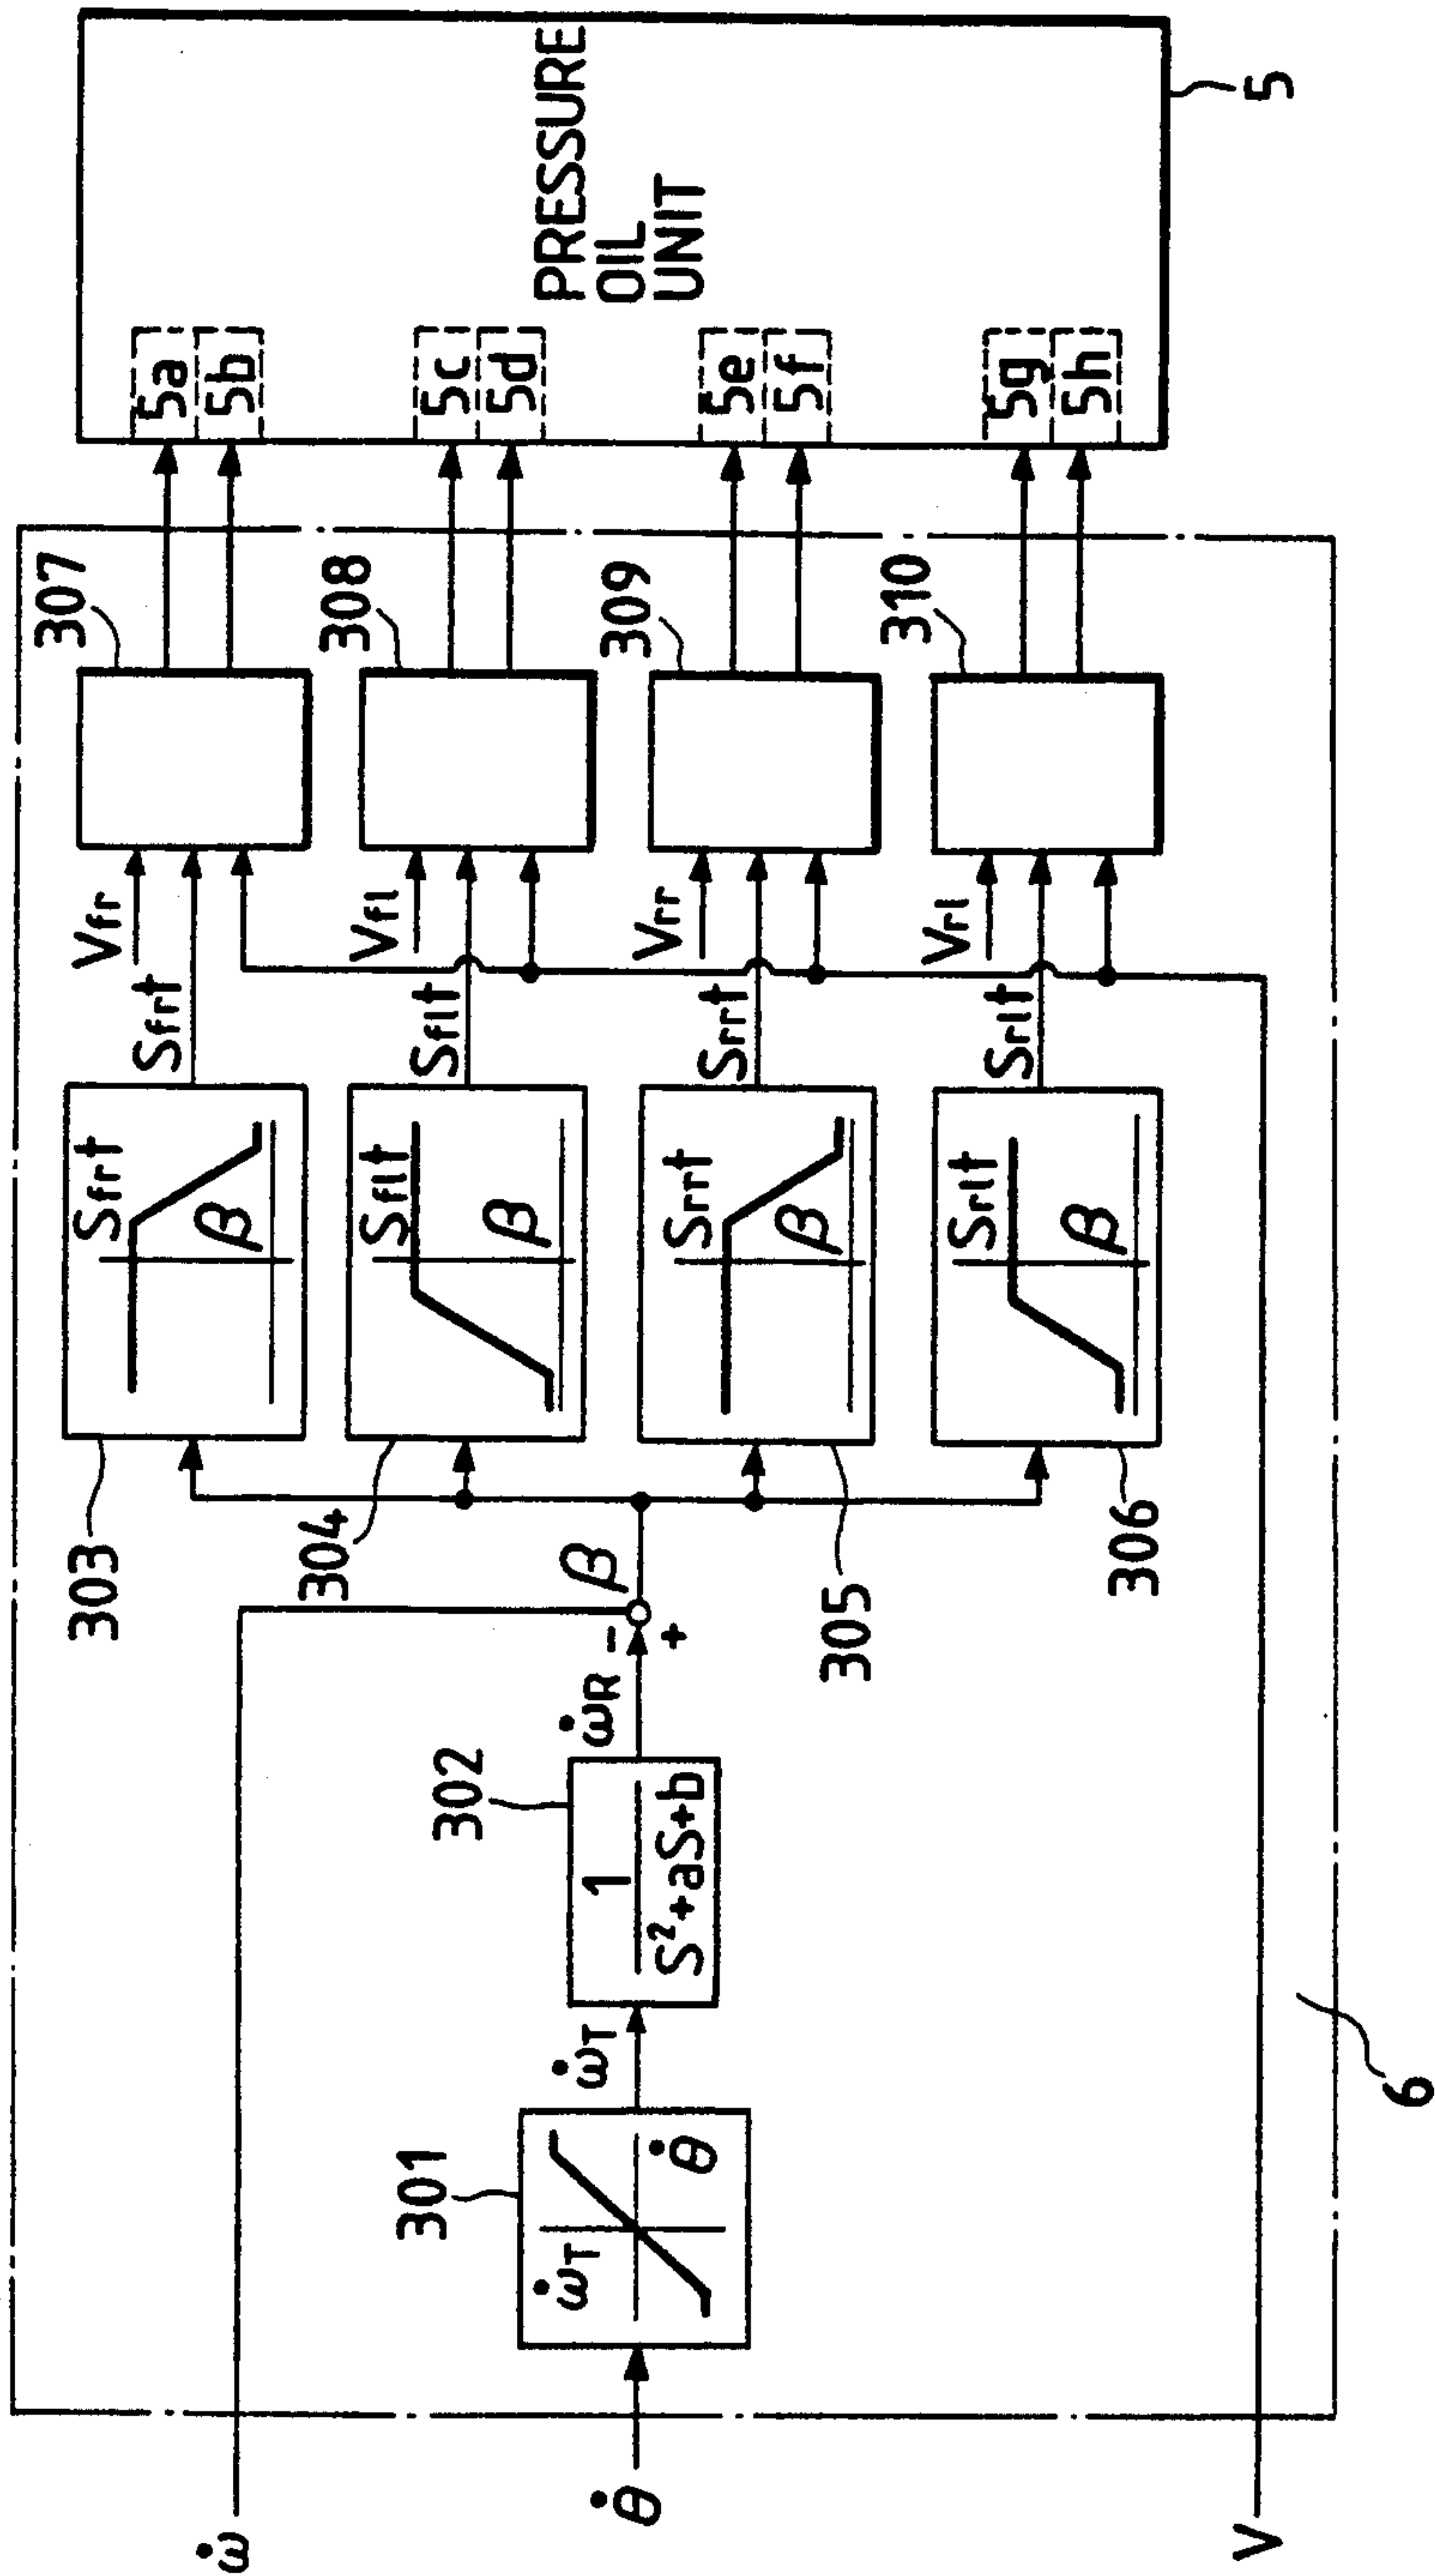 ω̇
θ̇
V
301
ω̇T
θ̇
ω̇T
302
1
S²+aS+b
ω̇R
-
+
β
303
Sfrt
β
304
Sflt
β
305
Srrt
β
306
Srlt
β
Sfrt
Sflt
Srrt
Srlt
Vfr
Vfl
Vrr
Vrl
307
308
309
310
5a
5b
5c
5d
5e
5f
5g
5h
PRESSURE
OIL
UNIT
5
6